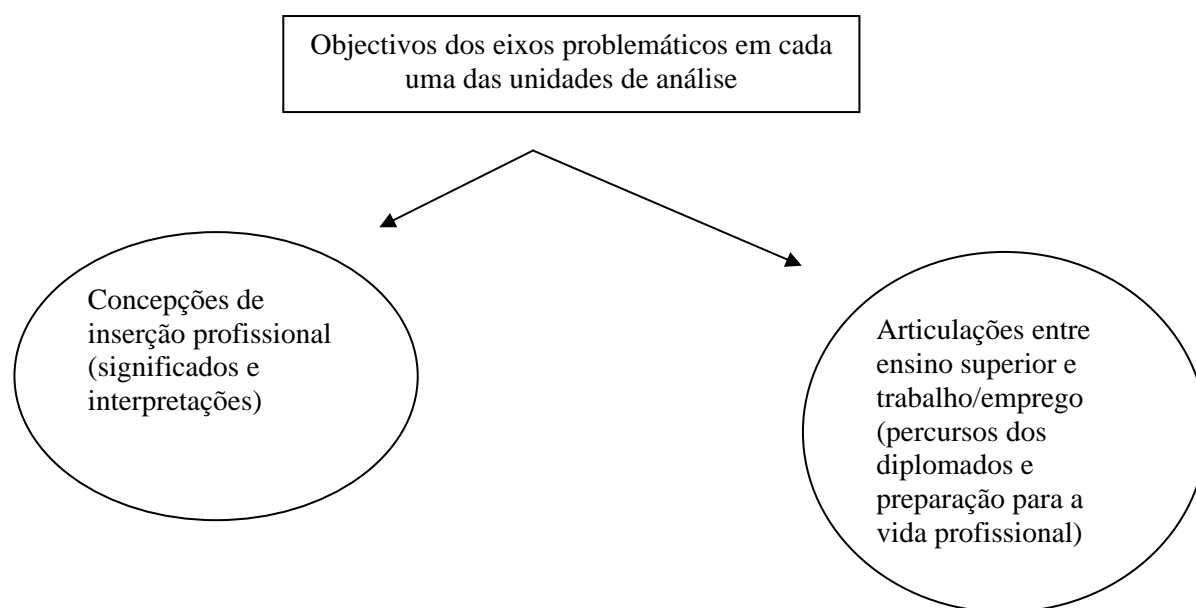 Objectivos dos eixos problemáticos em cada
uma das unidades de análise
Concepções de
inserção profissional
(significados e
interpretações)
Articulações entre
ensino superior e
trabalho/emprego
(percursos dos
diplomados e
preparação para a
vida profissional)